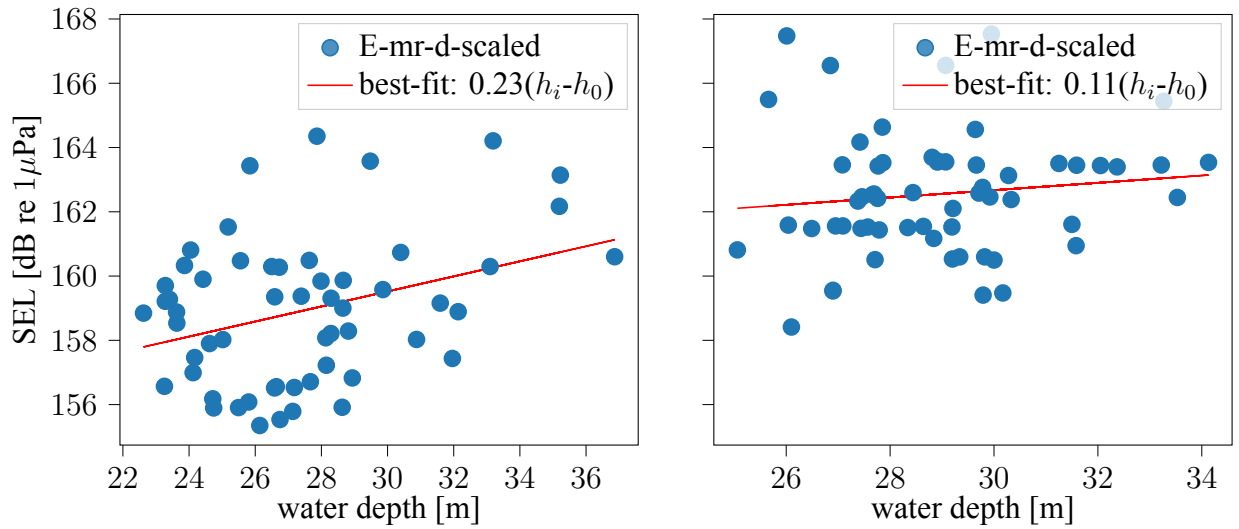 168
166
164
162
160
158
156
SEL [dB re 1μPa]
E-mr-d-scaled
best-fit: 0.23(h_i-h_0)
22 24 26 28 30 32 34 36
water depth [m]
E-mr-d-scaled
best-fit: 0.11(h_i-h_0)
26 28 30 32 34
water depth [m]